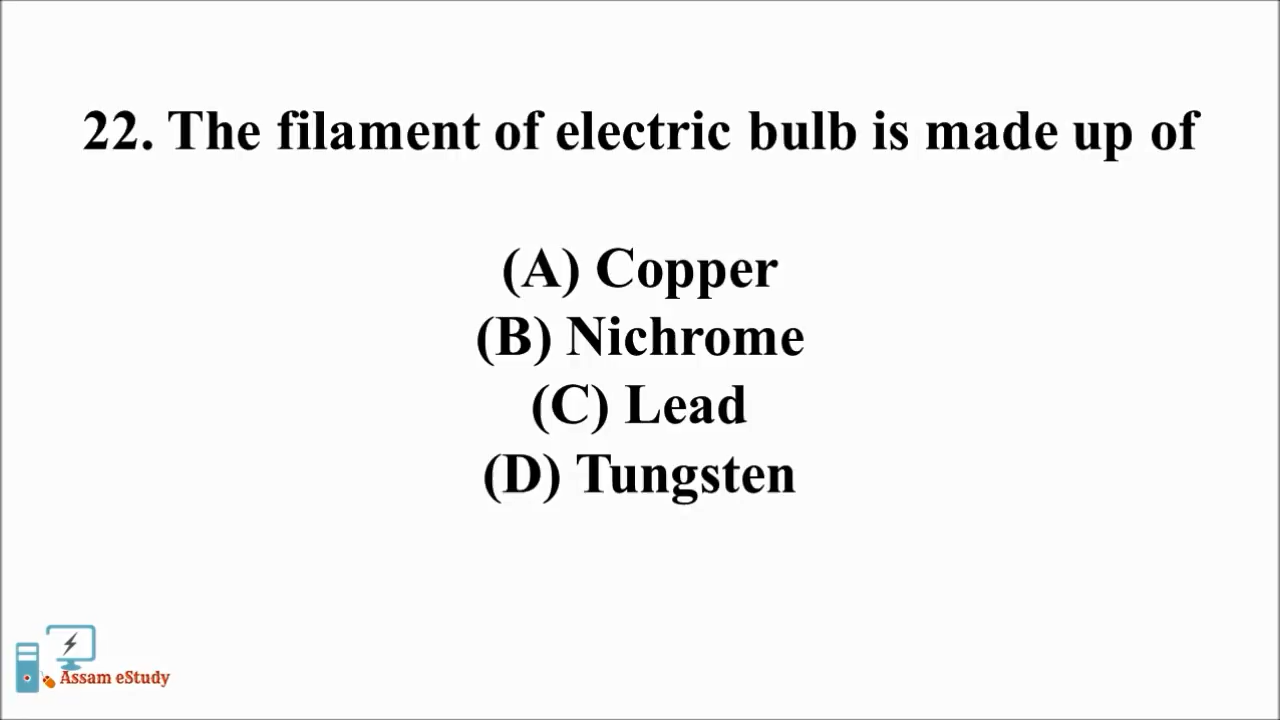 22. The filament of electric bulb is made up of
(A) Copper
(B) Nichrome
(C) Lead
(D) Tungsten
Assam eStudy